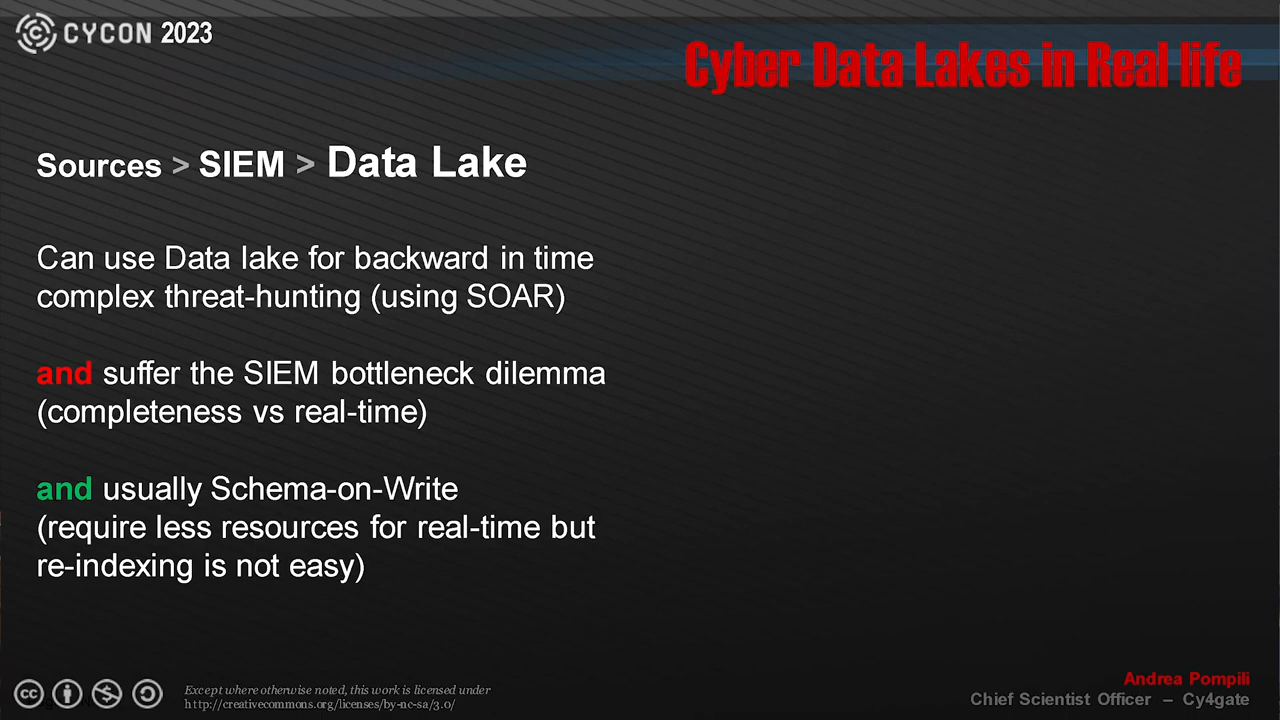 CYCON 2023
Cyber Data Lakes in Real life
Sources > SIEM > Data Lake
Can use Data lake for backward in time
complex threat-hunting (using SOAR)
and suffer the SIEM bottleneck dilemma
(completeness vs real-time)
and usually Schema-on-Write
(require less resources for real-time but
re-indexing is not easy)
cc
Except where otherwise noted, this work is licensed under
http://creativecommons.org/licenses/by-nc-sa/3.0/
Andrea Pompili
Chief Scientist Officer – Cy4gate